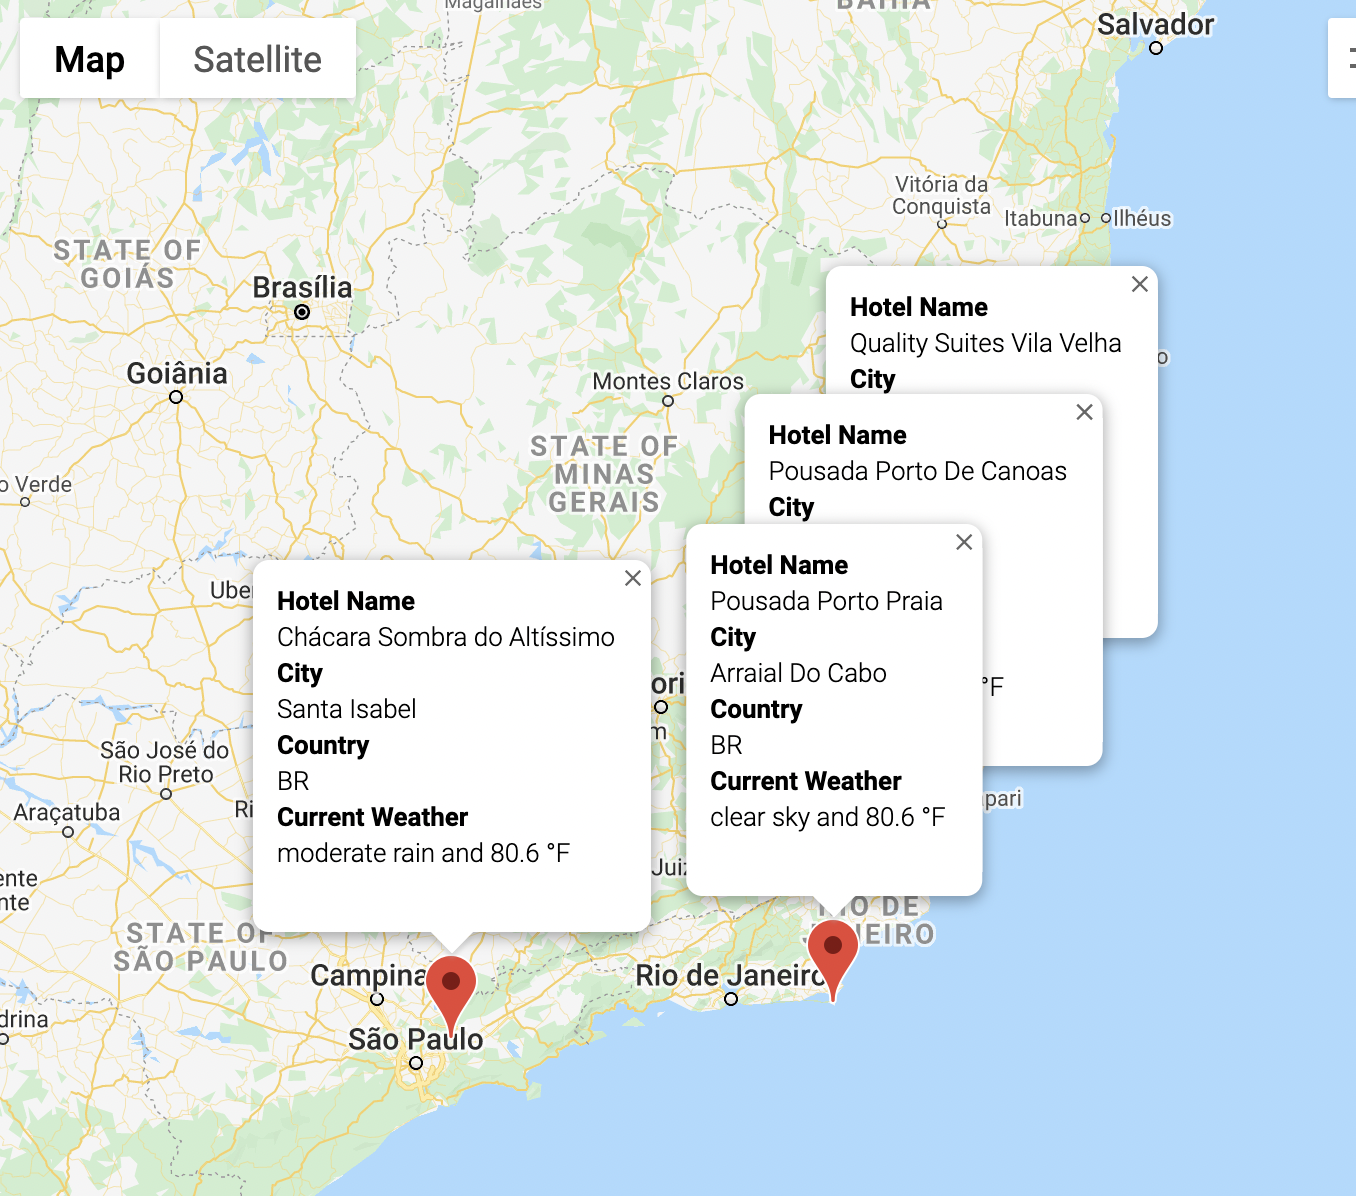 Magalhães
BAHIA
Salvador
Map
Satellite
Vitória da
Conquista
Itabuna
Ilhéus
STATE OF
GOIÁS
Brasília
Goiânia
Montes Claros
STATE OF
MINAS
GERAIS
o Verde
Hotel Name
Quality Suites Vila Velha
City
o
Hotel Name
Pousada Porto De Canoas
City
°F
Hotel Name
Pousada Porto Praia
City
Arraial Do Cabo
Country
BR
Current Weather
clear sky and 80.6 °F
Uber
Hotel Name
Chácara Sombra do Altíssimo
City
Santa Isabel
Country
BR
Current Weather
moderate rain and 80.6 °F
ori
m
São José do
Rio Preto
Ri
Araçatuba
apari
Juiz
ente
nte
STATE OF
SÃO PAULO
RIO DE
JANEIRO
Campina
Rio de Janeiro
drina
São Paulo